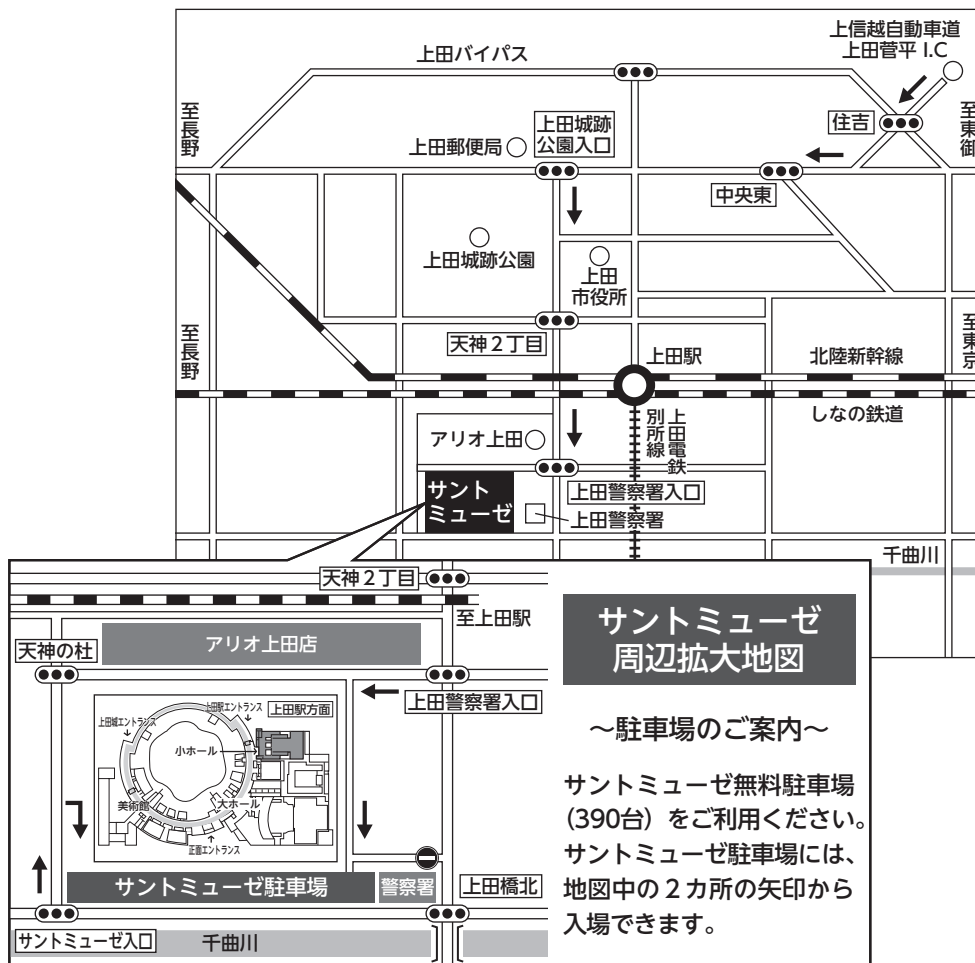 上信越自動車道
上田菅平 I.C
上田バイパス
至長野
上田郵便局
上田城跡
公園入口
住吉
至東御
中央東
上田城跡公園
上田
市役所
至長野
天神２丁目
上田駅
北陸新幹線
至東京
しなの鉄道
アリオ上田
上田電鉄
別所線
サント
ミューゼ
上田警察署入口
上田警察署
千曲川
天神２丁目
至上田駅
天神の杜
アリオ上田店
上田警察署入口
上田城エントランス
上田駅エントランス
上田駅方面
小ホール
美術館
大ホール
正面エントランス
サントミューゼ駐車場
警察署
上田橋北
サントミューゼ入口
千曲川
サントミューゼ
周辺拡大地図
～駐車場のご案内～
サントミューゼ無料駐車場
（390台）をご利用ください。
サントミューゼ駐車場には、
地図中の２カ所の矢印から
入場できます。